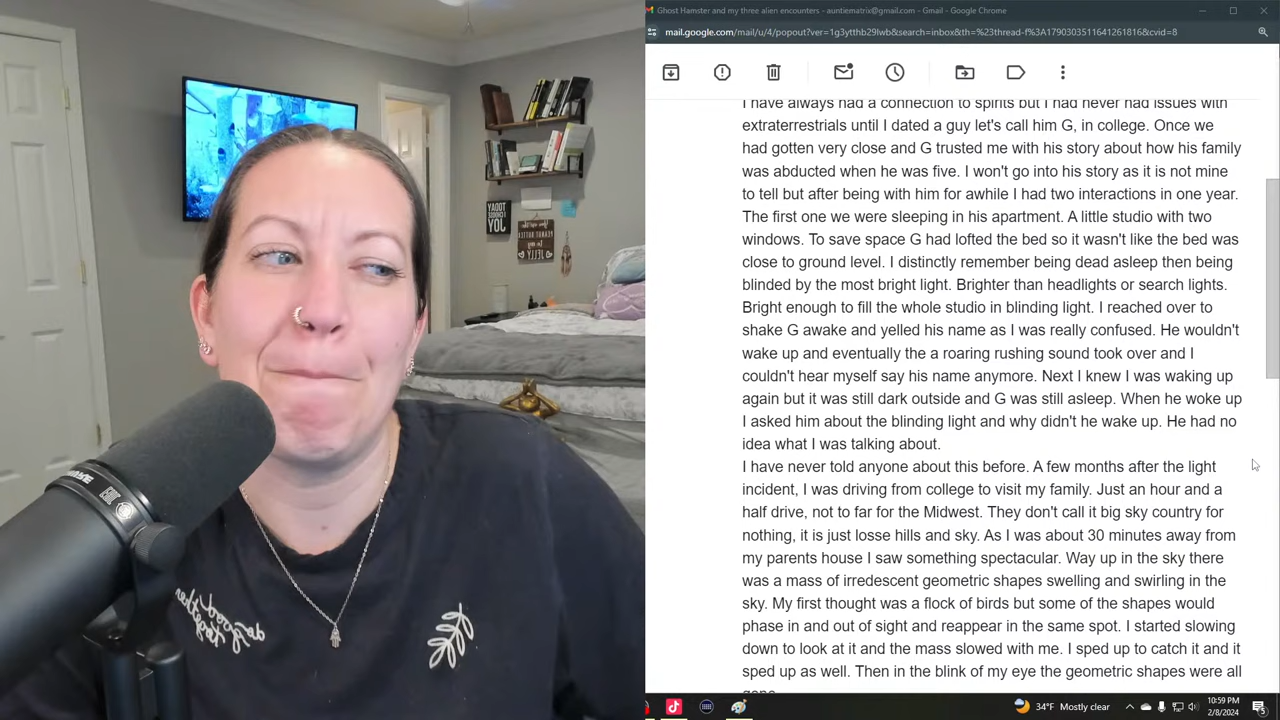 Ghost Hamster and my three alien encounters - auntiematrix@gmail.com - Gmail - Google Chrome
mail.google.com/mail/u/4/popout?ver=1g3ytthb29lwb&search=inbox&th=%23thread-f%3A1790303511641261816&cvid=8
I have always had a connection to spirits but I had never had issues with
extraterrestrials until I dated a guy let's call him G, in college. Once we
had gotten very close and G trusted me with his story about how his family
was abducted when he was five. I won't go into his story as it is not mine
to tell but after being with him for awhile I had two interactions in one year.
The first one we were sleeping in his apartment. A little studio with two
windows. To save space G had lofted the bed so it wasn't like the bed was
close to ground level. I distinctly remember being dead asleep then being
blinded by the most bright light. Brighter than headlights or search lights.
Bright enough to fill the whole studio in blinding light. I reached over to
shake G awake and yelled his name as I was really confused. He wouldn't
wake up and eventually the a roaring rushing sound took over and I
couldn't hear myself say his name anymore. Next I knew I was waking up
again but it was still dark outside and G was still asleep. When he woke up
I asked him about the blinding light and why didn't he wake up. He had no
idea what I was talking about.
I have never told anyone about this before. A few months after the light
incident, I was driving from college to visit my family. Just an hour and a
half drive, not to far for the Midwest. They don't call it big sky country for
nothing, it is just losse hills and sky. As I was about 30 minutes away from
my parents house I saw something spectacular. Way up in the sky there
was a mass of irredescent geometric shapes swelling and swirling in the
sky. My first thought was a flock of birds but some of the shapes would
phase in and out of sight and reappear in the same spot. I started slowing
down to look at it and the mass slowed with me. I sped up to catch it and it
sped up as well. Then in the blink of my eye the geometric shapes were all
gone
34°F Mostly clear
10:59 PM
2/8/2024
TODAY
I CHOOSE
JOY
JELLY